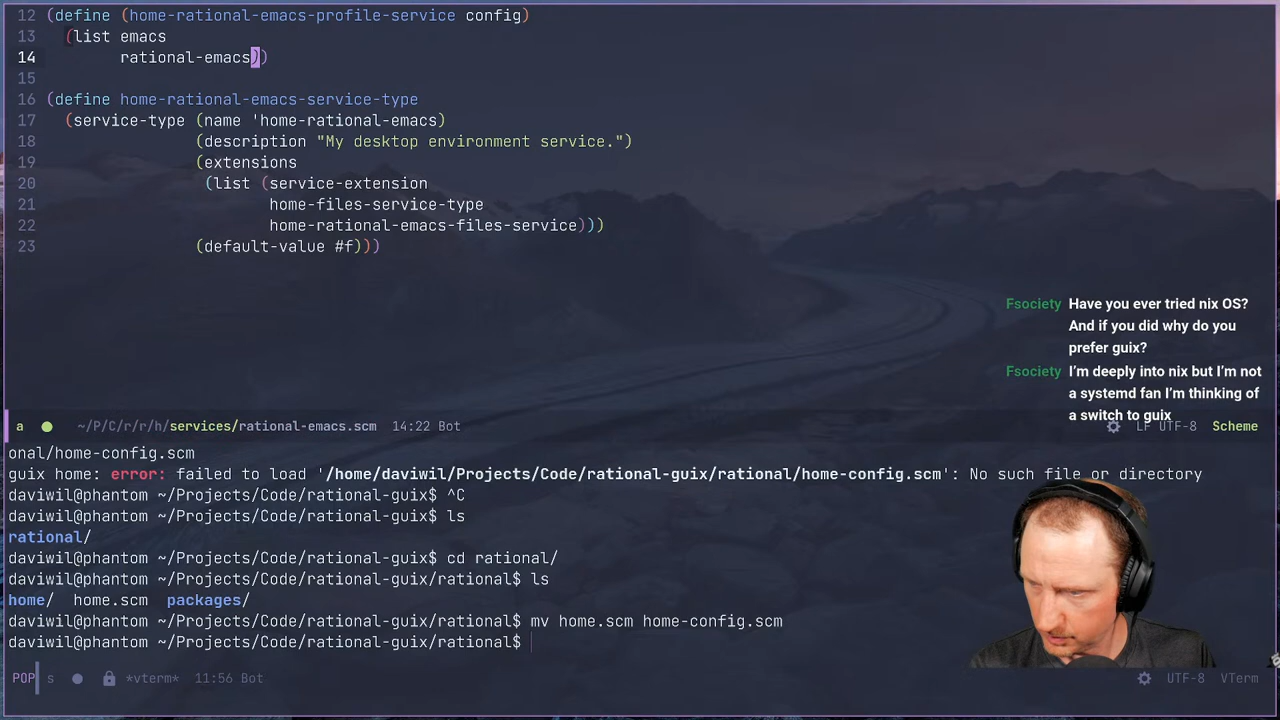 12 (define (home-rational-emacs-profile-service config)
13 (list emacs
14 rational-emacs))
15
16 (define home-rational-emacs-service-type
17 (service-type (name 'home-rational-emacs)
18 (description "My desktop environment service.")
19 (extensions
20 (list (service-extension
21 home-files-service-type
22 home-rational-emacs-files-service)))
23 (default-value #f)))
Fsociety Have you ever tried nix OS?
And if you did why do you
prefer guix?
Fsociety I'm deeply into nix but I'm not
a systemd fan I'm thinking of
a switch to guix
a ~/P/C/r/r/h/services/rational-emacs.scm 14:22 Bot LF UTF-8 Scheme
onal/home-config.scm
guix home: error: failed to load '/home/daviwil/Projects/Code/rational-guix/rational/home-config.scm': No such file or directory
daviwil@phantom ~/Projects/Code/rational-guix$ ^C
daviwil@phantom ~/Projects/Code/rational-guix$ ls
rational/
daviwil@phantom ~/Projects/Code/rational-guix$ cd rational/
daviwil@phantom ~/Projects/Code/rational-guix/rational$ ls
home/ home.scm packages/
daviwil@phantom ~/Projects/Code/rational-guix/rational$ mv home.scm home-config.scm
daviwil@phantom ~/Projects/Code/rational-guix/rational$
POP s *vterm* 11:56 Bot UTF-8 VTerm